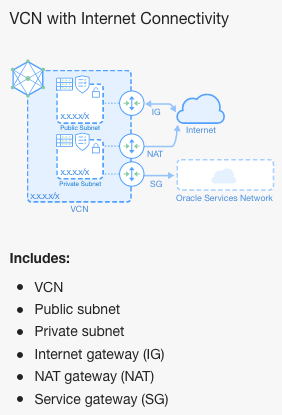 VCN with Internet Connectivity
X.X.X.X/X
Public Subnet
IG
Internet
X.X.X.X/X
Private Subnet
NAT
SG
X.X.X.X/X
VCN
Oracle Services Network
Includes:
• VCN
• Public subnet
• Private subnet
• Internet gateway (IG)
• NAT gateway (NAT)
• Service gateway (SG)